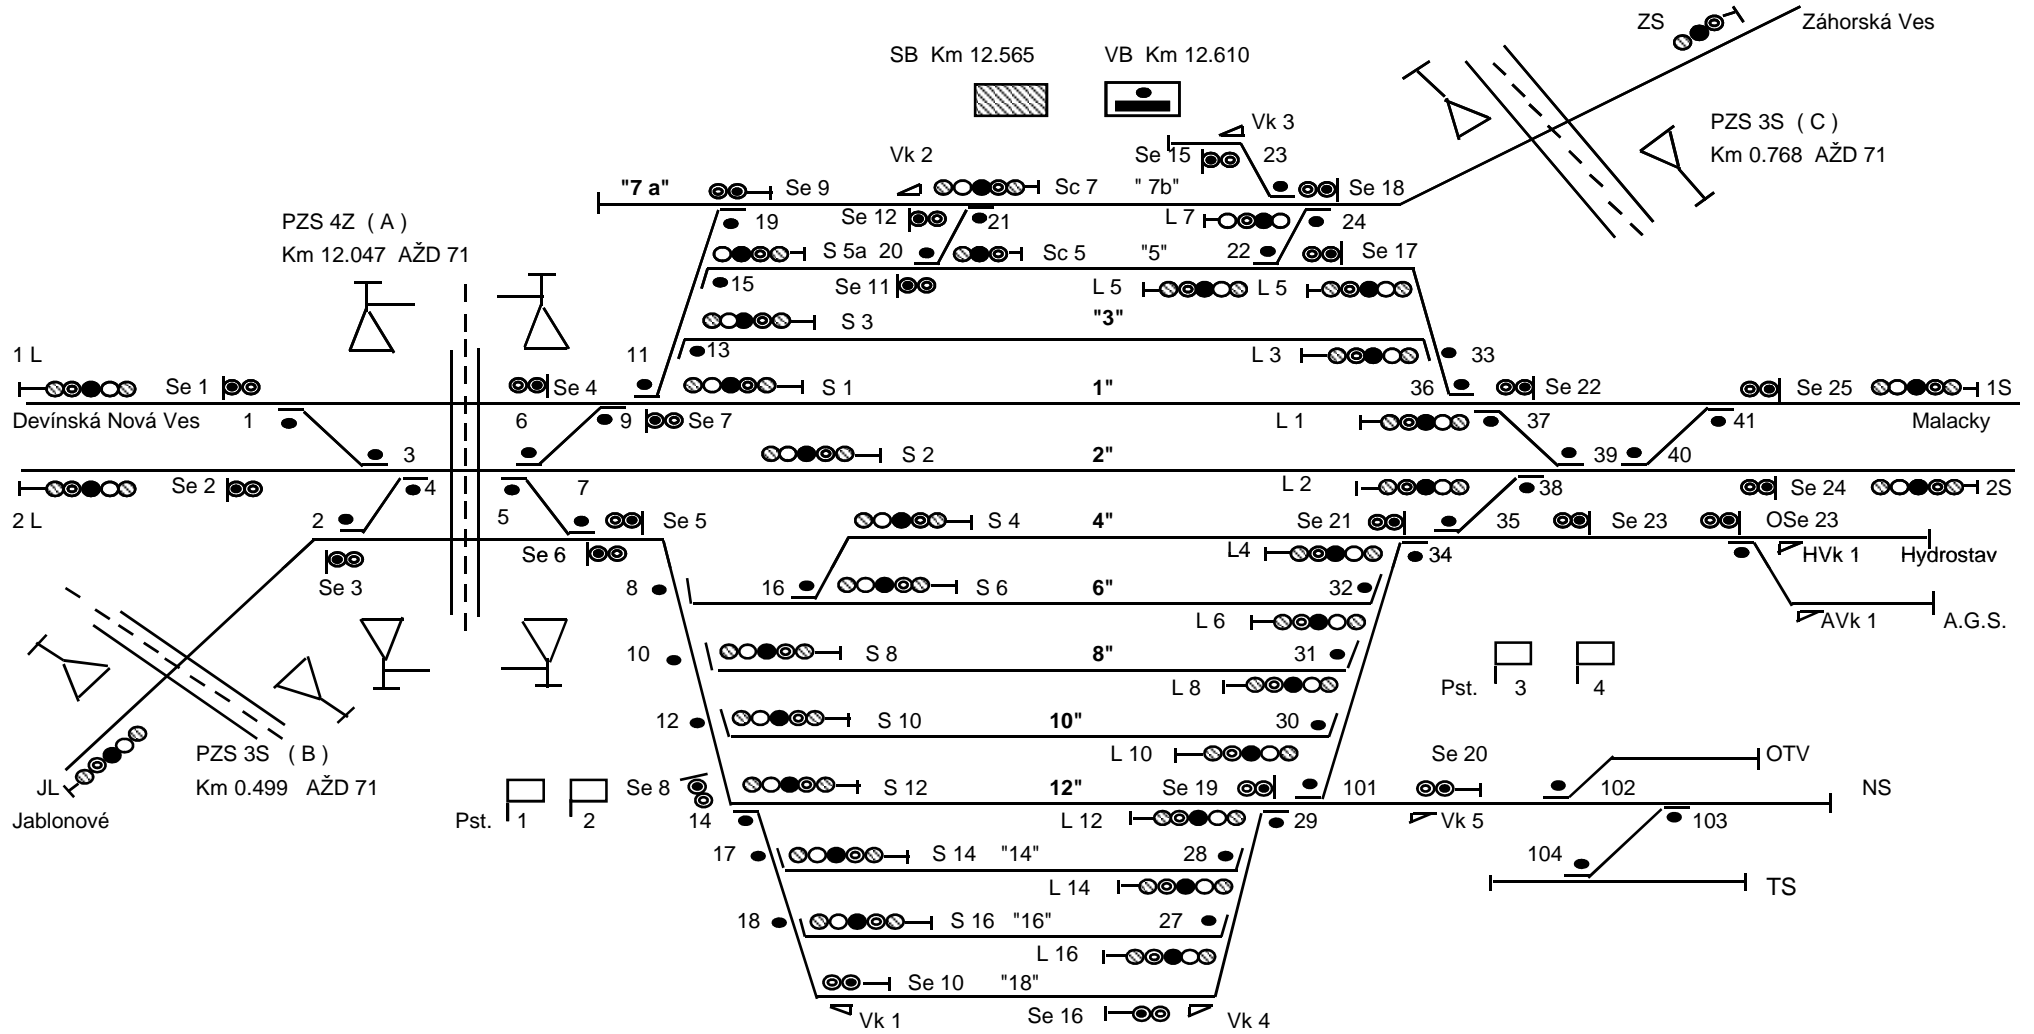 ZS
Záhorská Ves
SB Km 12.565
VB Km 12.610
PZS 3S ( C )
Km 0.768 AŽD 71
Vk 3
Vk 2
Se 15
23
"7 a"
Se 9
Sc 7
" 7b"
Se 18
PZS 4Z ( A )
Km 12.047 AŽD 71
19
Se 12
21
L 7
24
S 5a
20
Sc 5
"5"
22
Se 17
15
Se 11
L 5
L 5
S 3
"3"
1 L
11
13
L 3
33
Se 1
Se 4
S 1
1"
36
Se 22
Se 25
1S
Devínská Nová Ves
1
6
9
Se 7
L 1
37
41
Malacky
3
S 2
2"
39
40
Se 2
4
7
L 2
38
Se 24
2S
2 L
2
5
Se 5
S 4
4"
Se 21
35
Se 23
OSe 23
Se 6
L4
34
HVk 1
Hydrostav
Se 3
8
16
S 6
6"
32
L 6
AVk 1
A.G.S.
10
S 8
8"
31
L 8
Pst.
3
4
12
S 10
10"
30
PZS 3S ( B )
L 10
Se 20
OTV
JL
Km 0.499 AŽD 71
Se 8
S 12
12"
Se 19
101
102
NS
Jablonové
Pst.
1
2
14
L 12
29
Vk 5
103
17
S 14
"14"
28
104
L 14
TS
18
S 16
"16"
27
L 16
Se 10
"18"
Vk 1
Se 16
Vk 4